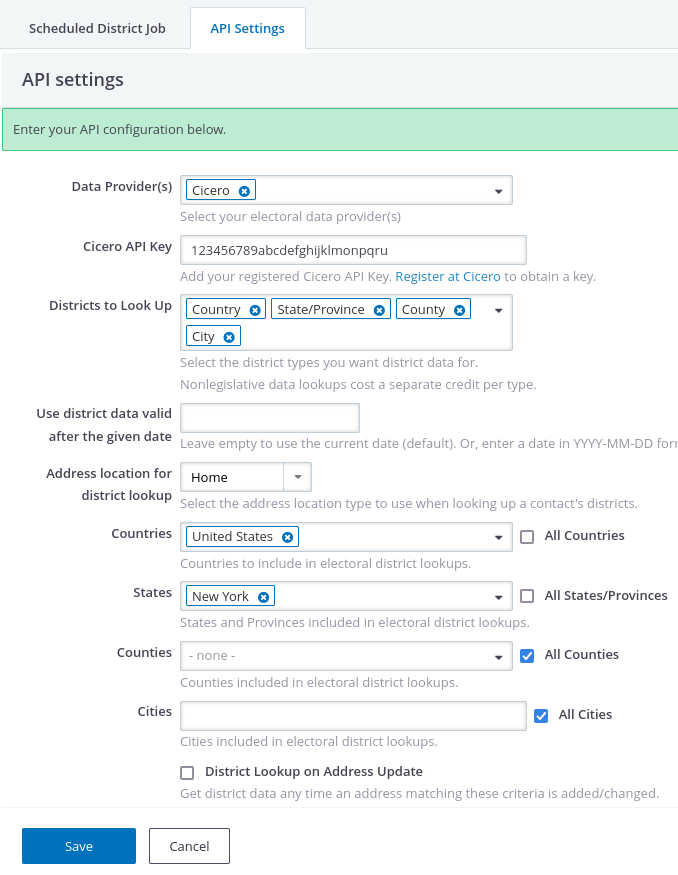 Scheduled District Job
API Settings
API settings
Enter your API configuration below.
Data Provider(s)
Cicero
Select your electoral data provider(s)
Cicero API Key
123456789abcdefghijklmonpqru
Add your registered Cicero API Key. Register at Cicero to obtain a key.
Districts to Look Up
Country State/Province County
City
Select the district types you want district data for.
Nonlegislative data lookups cost a separate credit per type.
Use district data valid
after the given date
Leave empty to use the current date (default). Or, enter a date in YYYY-MM-DD for
Address location for
district lookup
Home
Select the address location type to use when looking up a contact's districts.
Countries
United States
All Countries
Countries to include in electoral district lookups.
States
New York
All States/Provinces
States and Provinces included in electoral district lookups.
Counties
- none -
All Counties
Counties included in electoral district lookups.
Cities
All Cities
Cities included in electoral district lookups.
District Lookup on Address Update
Get district data any time an address matching these criteria is added/changed.
Save
Cancel